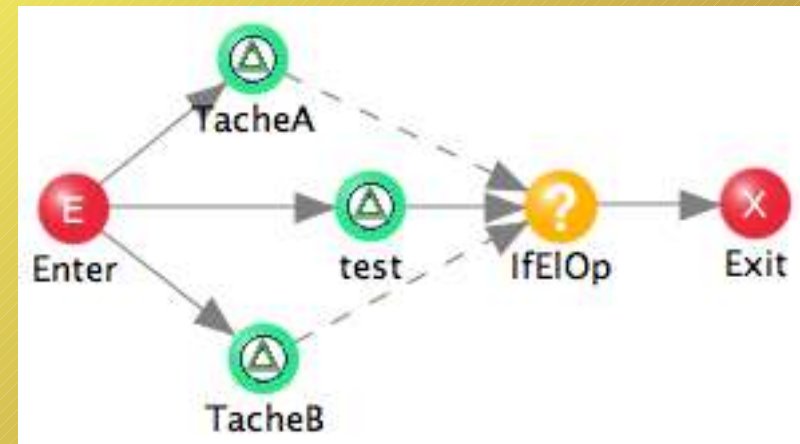 TacheA
E
?
X
Enter
test
IfElOp
Exit
TacheB